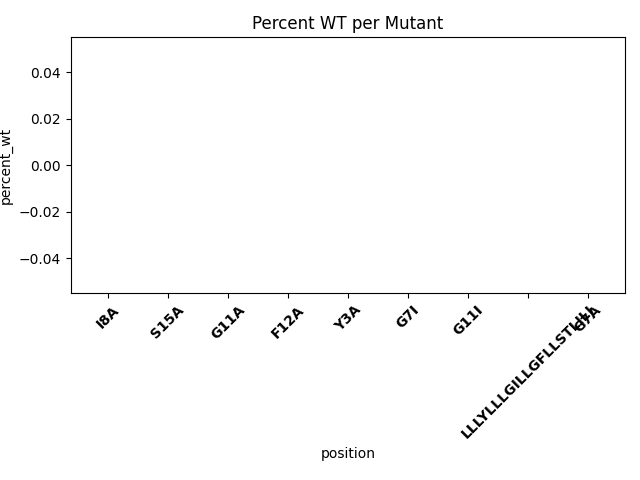 Percent WT per Mutant
0.04
0.02
0.00
−0.02
−0.04
percent_wt
I8A
S15A
G11A
F12A
Y3A
G7I
G11I
G7A
position